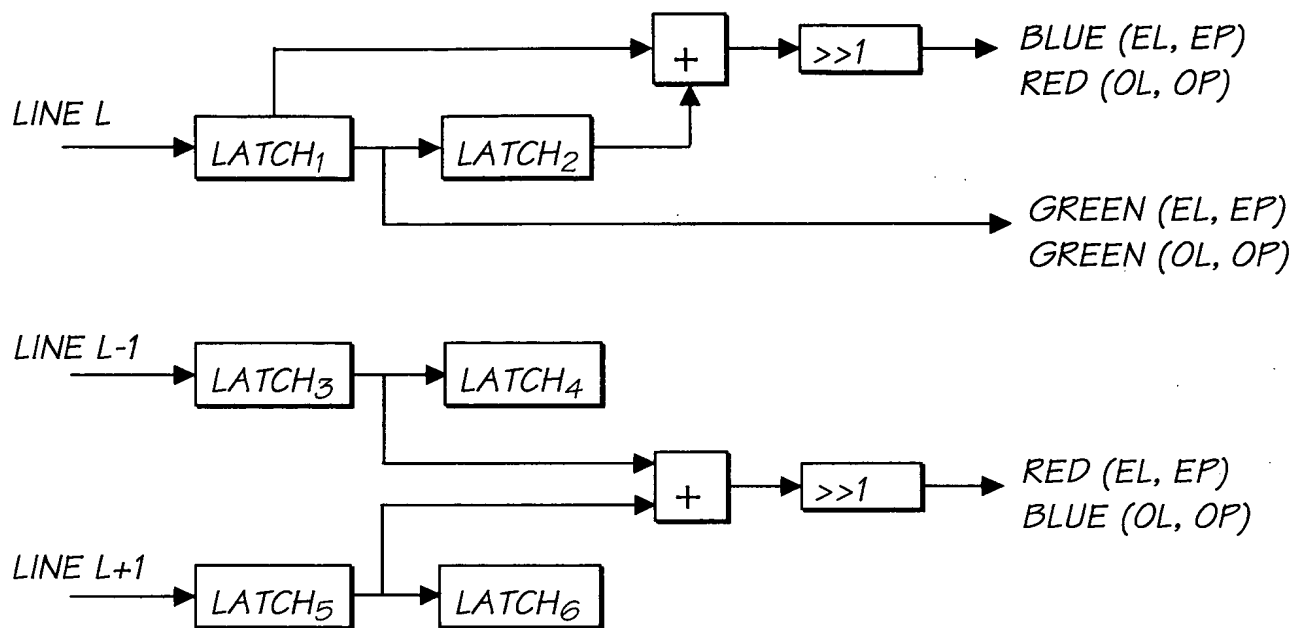 BLUE (EL, EP)
+
>>1
RED (OL, OP)
LINE L
LATCH1
LATCH2
GREEN (EL, EP)
GREEN (OL, OP)
LINE L-1
LATCH3
LATCH4
RED (EL, EP)
+
>>1
BLUE (OL, OP)
LINE L+1
LATCH5
LATCH6